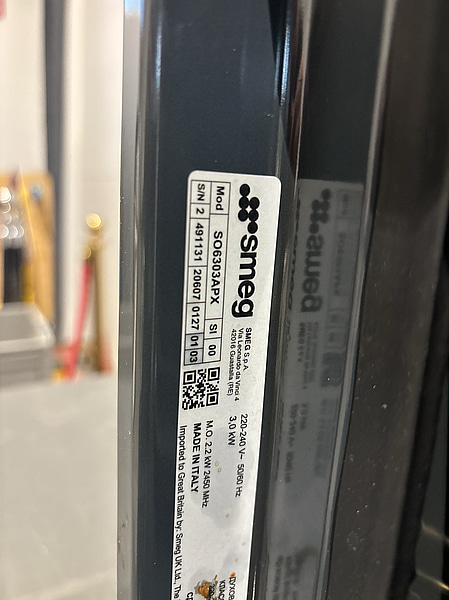 smeg
SMEG S.p.A.
Via Leonardo da Vinci 4
42016 Guastalla (RE)
Mod SO6303APX SI 00
S/N 2 491131 20607 0127 01 03
220-240 V~ 50/60 Hz
3,0 kW
M.O. 2.2 kW 2450 MHz
MADE IN ITALY
Imported to Great Britain by: Smeg UK Ltd., The